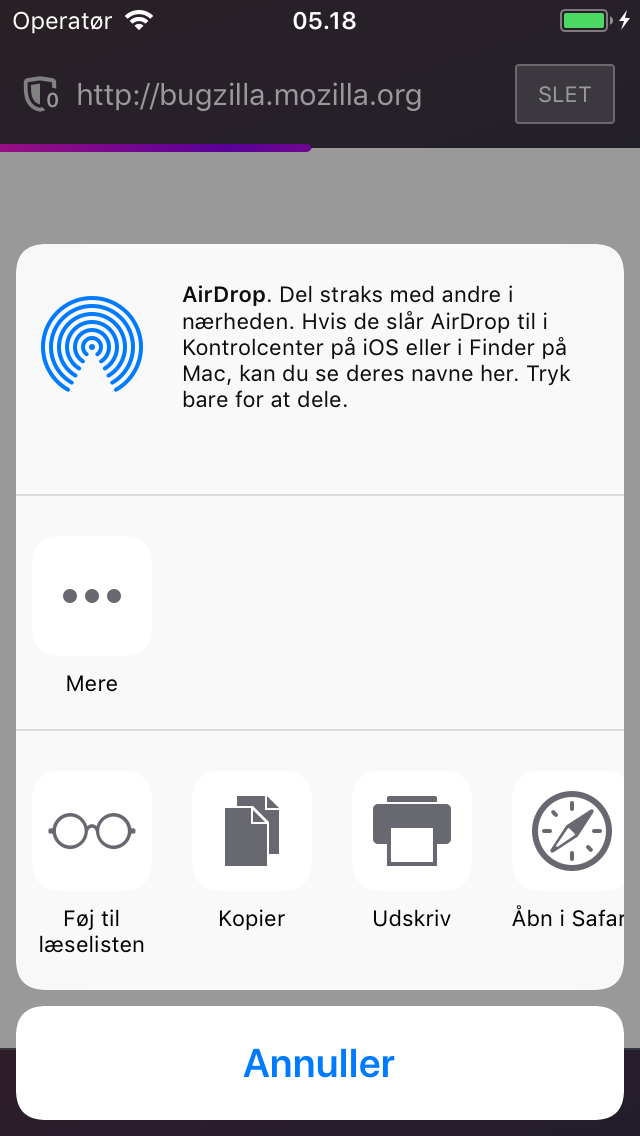 Operatør
05.18
0
http://bugzilla.mozilla.org
SLET
AirDrop. Del straks med andre i
nærheden. Hvis de slår AirDrop til i
Kontrolcenter på iOS eller i Finder på
Mac, kan du se deres navne her. Tryk
bare for at dele.
Mere
Føj til
læselisten
Kopier
Udskriv
Åbn i Safar
Annuller